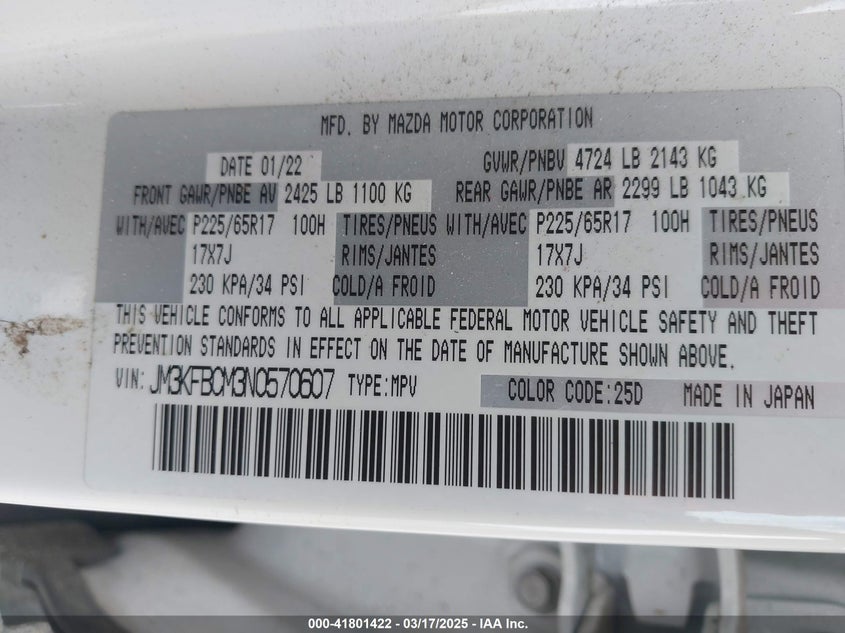 MFD. BY MAZDA MOTOR CORPORATION
DATE 01/22 GVWR/PNBV 4724 LB 2143 KG
FRONT GAWR/PNBE AV 2425 LB 1100 KG REAR GAWR/PNBE AR 2299 LB 1043 KG
WITH/AVEC P225/65R17 100H TIRES/PNEUS WITH/AVEC P225/65R17 100H TIRES/PNEUS
17X7J RIMS/JANTES 17X7J RIMS/JANTES
230 KPA/34 PSI COLD/A FROID 230 KPA/34 PSI COLD/A FROID
THIS VEHICLE CONFORMS TO ALL APPLICABLE FEDERAL MOTOR VEHICLE SAFETY AND THEFT
PREVENTION STANDARDS IN EFFECT ON THE DATE OF MANUFACTURE SHOWN ABOVE.
VIN: JM3KFBCM3N0570607 TYPE:MPV COLOR CODE:25D MADE IN JAPAN
000-41801422 - 03/17/2025 - IAA Inc.